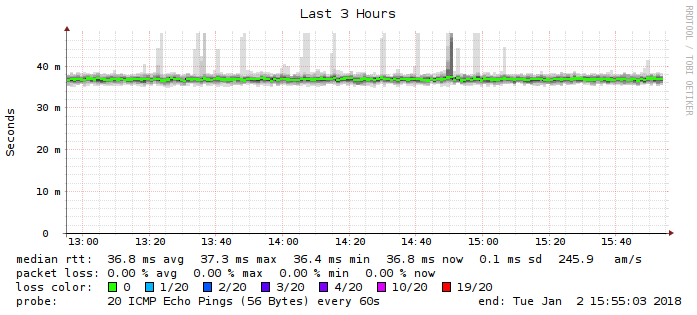 Last 3 Hours
RRDTOOL / TOBI OETIKER
Seconds
40 m
30 m
20 m
10 m
0
13:00 13:20 13:40 14:00 14:20 14:40 15:00 15:20 15:40
median rtt: 36.8 ms avg 37.3 ms max 36.4 ms min 36.8 ms now 0.1 ms sd 245.9 am/s
packet loss: 0.00 % avg 0.00 % max 0.00 % min 0.00 % now
loss color: 0 1/20 2/20 3/20 4/20 10/20 19/20
probe: 20 ICMP Echo Pings (56 Bytes) every 60s end: Tue Jan 2 15:55:03 2018